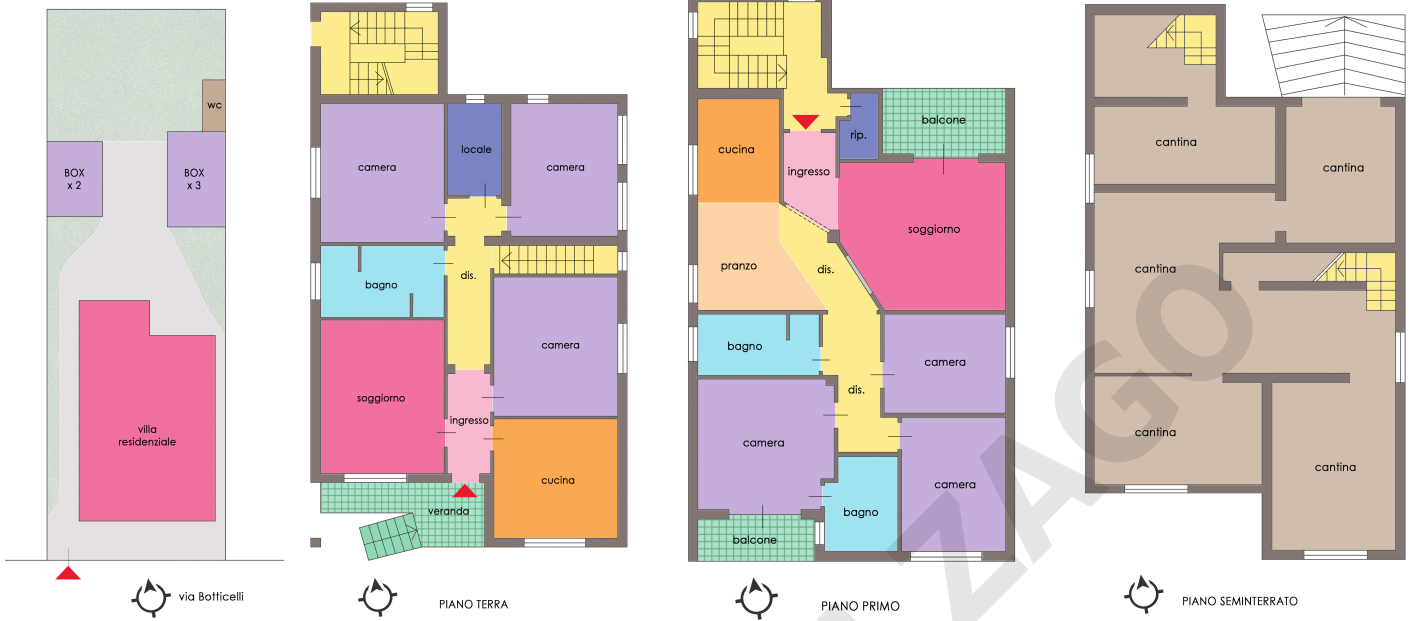 wc
BOX
x 2
BOX
x 3
villa
residenziale
via Botticelli
camera
locale
camera
bagno
dis.
camera
soggiorno
ingresso
cucina
veranda
PIANO TERRA
cucina
rip.
balcone
ingresso
soggiorno
pranzo
dis.
bagno
camera
dis.
camera
camera
bagno
balcone
PIANO PRIMO
cantina
cantina
cantina
cantina
cantina
PIANO SEMINTERRATO
ZAGO